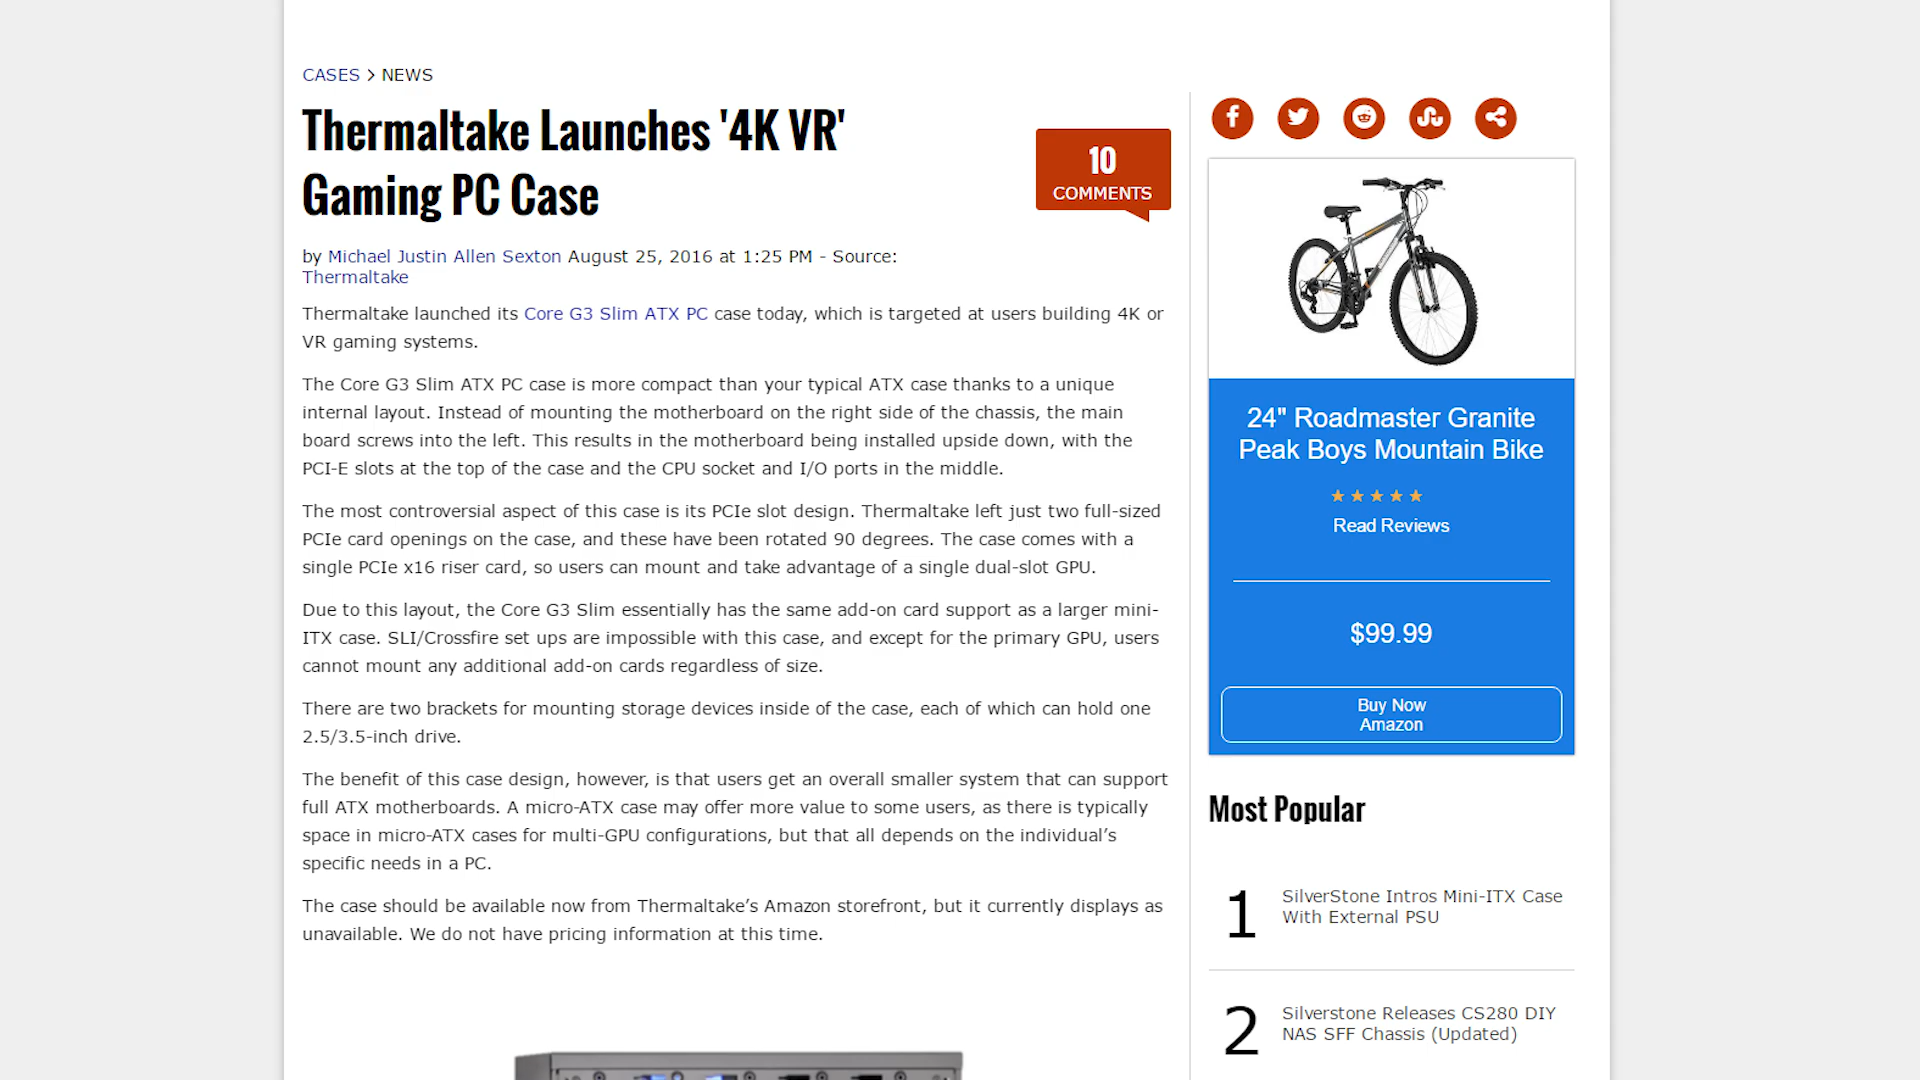 CASES > NEWS
Thermaltake Launches '4K VR'
Gaming PC Case
10
COMMENTS
by Michael Justin Allen Sexton August 25, 2016 at 1:25 PM - Source:
Thermaltake
Thermaltake launched its Core G3 Slim ATX PC case today, which is targeted at users building 4K or
VR gaming systems.
The Core G3 Slim ATX PC case is more compact than your typical ATX case thanks to a unique
internal layout. Instead of mounting the motherboard on the right side of the chassis, the main
board screws into the left. This results in the motherboard being installed upside down, with the
PCI-E slots at the top of the case and the CPU socket and I/O ports in the middle.
The most controversial aspect of this case is its PCIe slot design. Thermaltake left just two full-sized
PCIe card openings on the case, and these have been rotated 90 degrees. The case comes with a
single PCIe x16 riser card, so users can mount and take advantage of a single dual-slot GPU.
Due to this layout, the Core G3 Slim essentially has the same add-on card support as a larger mini-
ITX case. SLI/Crossfire set ups are impossible with this case, and except for the primary GPU, users
cannot mount any additional add-on cards regardless of size.
There are two brackets for mounting storage devices inside of the case, each of which can hold one
2.5/3.5-inch drive.
The benefit of this case design, however, is that users get an overall smaller system that can support
full ATX motherboards. A micro-ATX case may offer more value to some users, as there is typically
space in micro-ATX cases for multi-GPU configurations, but that all depends on the individual’s
specific needs in a PC.
The case should be available now from Thermaltake’s Amazon storefront, but it currently displays as
unavailable. We do not have pricing information at this time.
24" Roadmaster Granite
Peak Boys Mountain Bike
Read Reviews
$99.99
Buy Now
Amazon
Most Popular
1
SilverStone Intros Mini-ITX Case
With External PSU
2
Silverstone Releases CS280 DIY
NAS SFF Chassis (Updated)